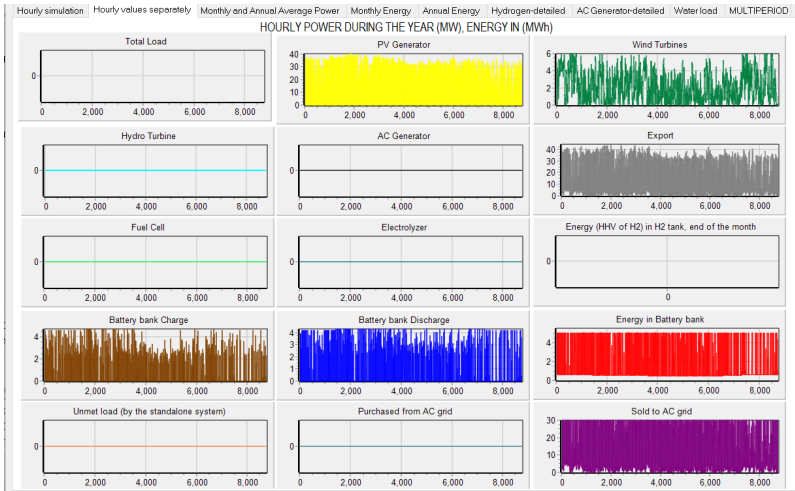 Hourly simulation Hourly values separately Monthly and Annual Average Power Monthly Energy Annual Energy Hydrogen-detailed AC Generator-detailed Water load MULTIPERIOD
HOURLY POWER DURING THE YEAR (MW), ENERGY IN (MWh)
Total Load
0
0 2,000 4,000 6,000 8,000
PV Generator
40
30
20
10
0
0 2,000 4,000 6,000 8,000
Wind Turbines
6
4
2
0
0 2,000 4,000 6,000 8,000
Hydro Turbine
0
0 2,000 4,000 6,000 8,000
AC Generator
0
0 2,000 4,000 6,000 8,000
Export
40
30
20
10
0
0 2,000 4,000 6,000 8,000
Fuel Cell
0
0 2,000 4,000 6,000 8,000
Electrolyzer
0
0 2,000 4,000 6,000 8,000
Energy (HHV of H2) in H2 tank, end of the month
0
0
Battery bank Charge
4
2
0
0 2,000 4,000 6,000 8,000
Battery bank Discharge
4
3
2
1
0
0 2,000 4,000 6,000 8,000
Energy in Battery bank
4
2
0
0 2,000 4,000 6,000 8,000
Unmet load (by the standalone system)
0
0 2,000 4,000 6,000 8,000
Purchased from AC grid
0
0 2,000 4,000 6,000 8,000
Sold to AC grid
30
20
10
0
0 2,000 4,000 6,000 8,000